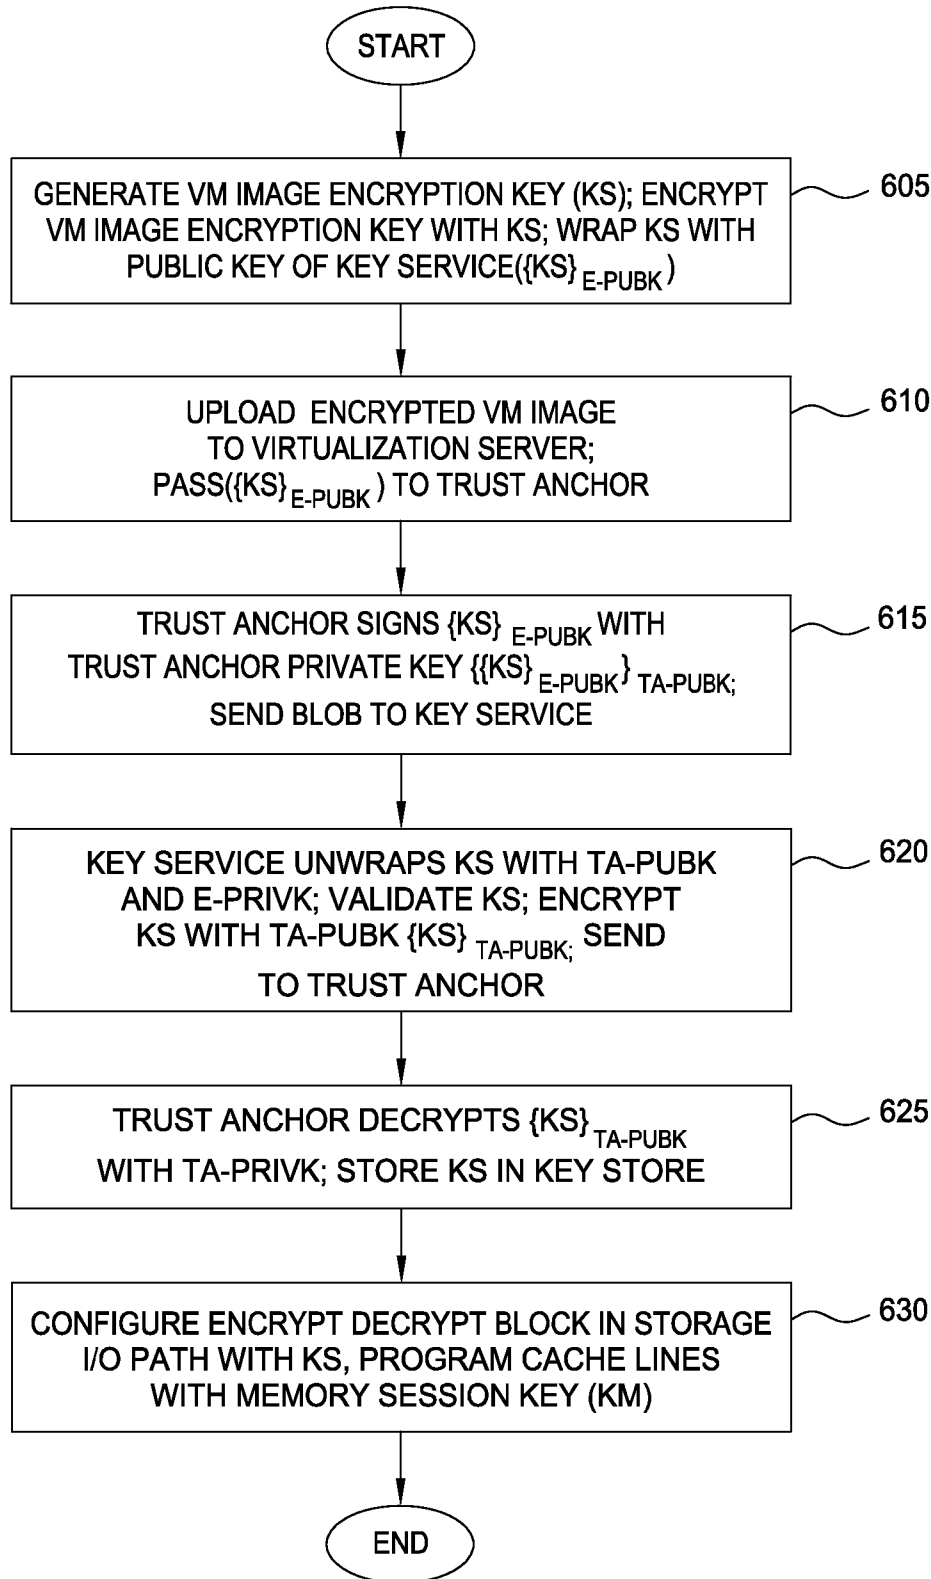 START
GENERATE VM IMAGE ENCRYPTION KEY (KS); ENCRYPT
VM IMAGE ENCRYPTION KEY WITH KS; WRAP KS WITH
PUBLIC KEY OF KEY SERVICE({KS} E-PUBK )
605
UPLOAD ENCRYPTED VM IMAGE
TO VIRTUALIZATION SERVER;
PASS({KS} E-PUBK ) TO TRUST ANCHOR
610
TRUST ANCHOR SIGNS {KS} E-PUBK WITH
TRUST ANCHOR PRIVATE KEY {{KS} E-PUBK } TA-PUBK;
SEND BLOB TO KEY SERVICE
615
KEY SERVICE UNWRAPS KS WITH TA-PUBK
AND E-PRIVK; VALIDATE KS; ENCRYPT
KS WITH TA-PUBK {KS} TA-PUBK; SEND
TO TRUST ANCHOR
620
TRUST ANCHOR DECRYPTS {KS} TA-PUBK
WITH TA-PRIVK; STORE KS IN KEY STORE
625
CONFIGURE ENCRYPT DECRYPT BLOCK IN STORAGE
I/O PATH WITH KS, PROGRAM CACHE LINES
WITH MEMORY SESSION KEY (KM)
630
END